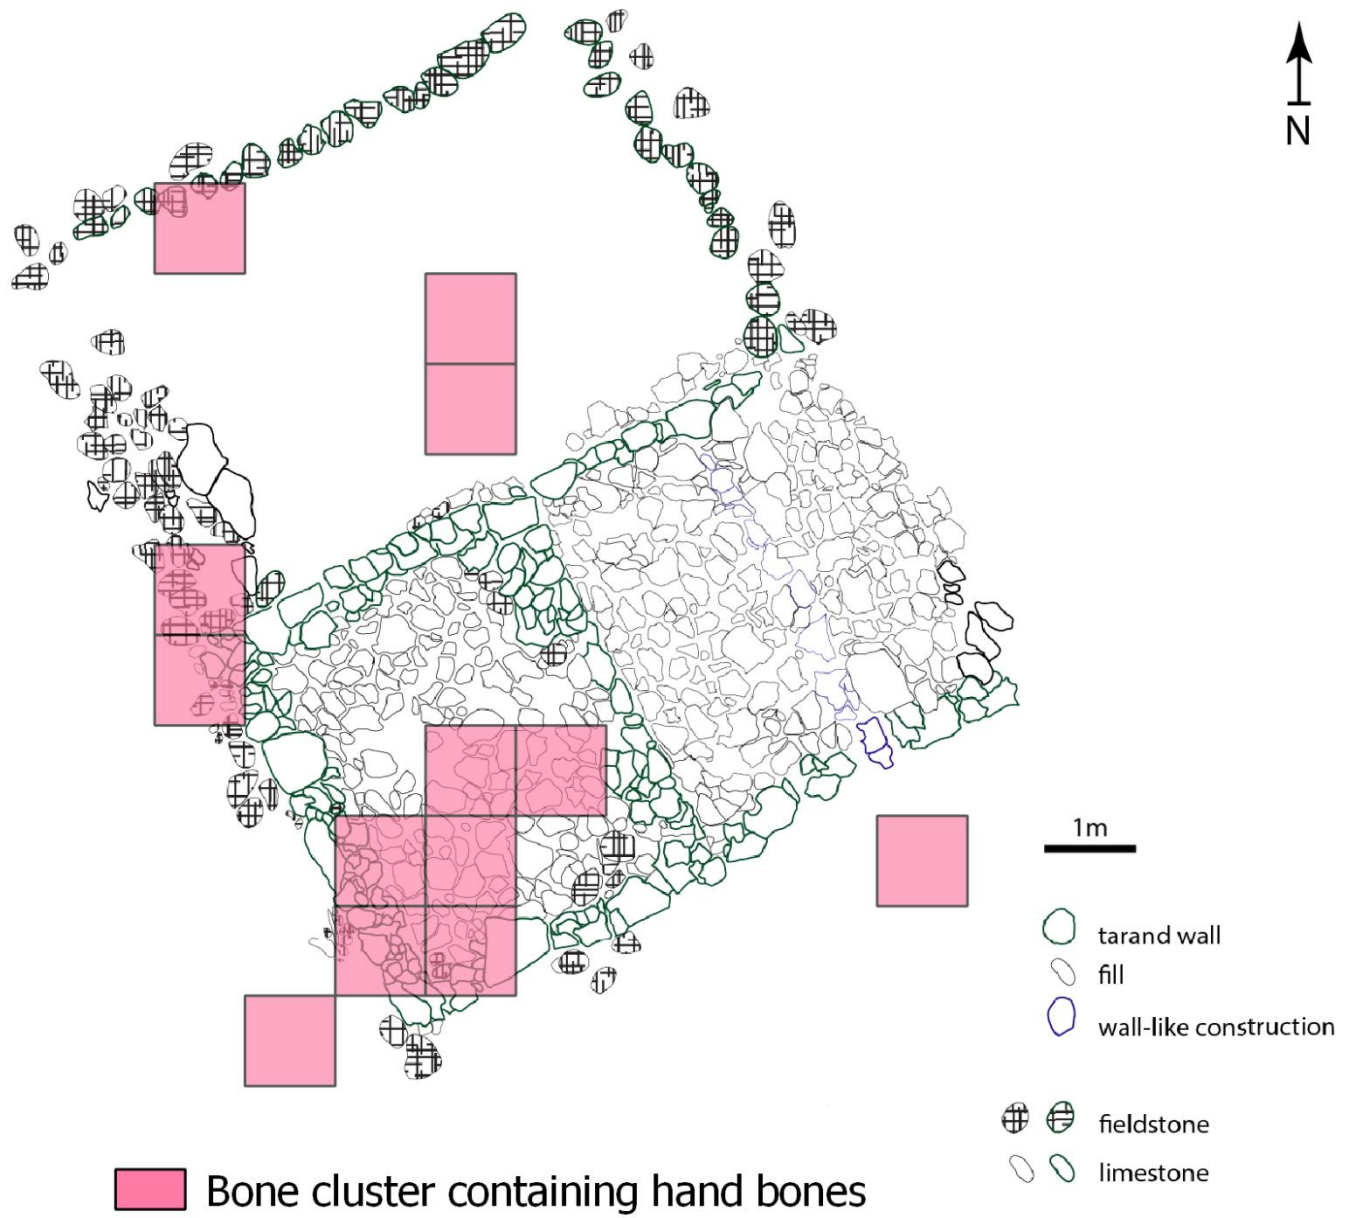 N
1m
tarand wall
fill
wall-like construction
fieldstone
limestone
Bone cluster containing hand bones